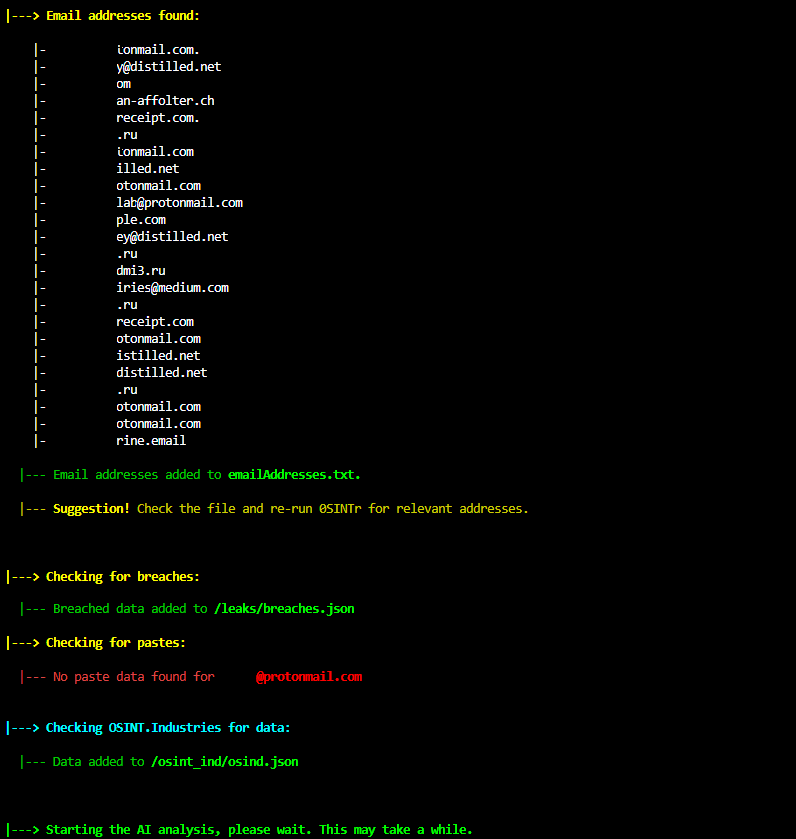 |---> Email addresses found:
|- tonmail.com.
|- y@distilled.net
|- om
|- an-affolter.ch
|- receipt.com.
|- .ru
|- tonmail.com
|- illed.net
|- otonmail.com
|- lab@protonmail.com
|- ple.com
|- ey@distilled.net
|- .ru
|- dmi3.ru
|- iries@medium.com
|- .ru
|- receipt.com
|- otonmail.com
|- istilled.net
|- distilled.net
|- .ru
|- otonmail.com
|- otonmail.com
|- rine.email
|--- Email addresses added to emailAddresses.txt.
|--- Suggestion! Check the file and re-run 0SINTr for relevant addresses.
|---> Checking for breaches:
|--- Breached data added to /leaks/breaches.json
|---> Checking for pastes:
|--- No paste data found for @protonmail.com
|---> Checking OSINT.Industries for data:
|--- Data added to /osint_ind/osind.json
|---> Starting the AI analysis, please wait. This may take a while.